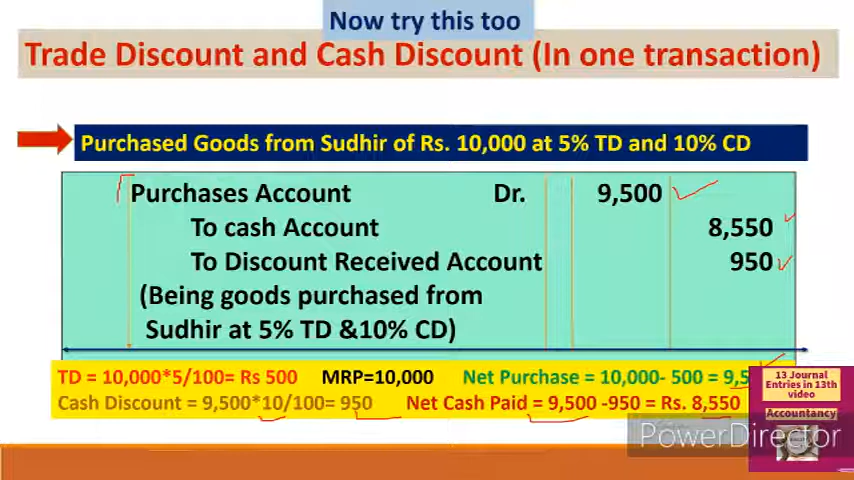 Now try this too
Trade Discount and Cash Discount (In one transaction)
Purchased Goods from Sudhir of Rs. 10,000 at 5% TD and 10% CD
Purchases Account Dr. 9,500
To cash Account 8,550
To Discount Received Account 950
(Being goods purchased from
Sudhir at 5% TD &10% CD)
TD = 10,000*5/100= Rs 500 MRP=10,000 Net Purchase = 10,000- 500 = 9,5
Cash Discount = 9,500*10/100= 950 Net Cash Paid = 9,500 -950 = Rs. 8,550
13 Journal
Entries in 13th
video
Accountancy
PowerDirector